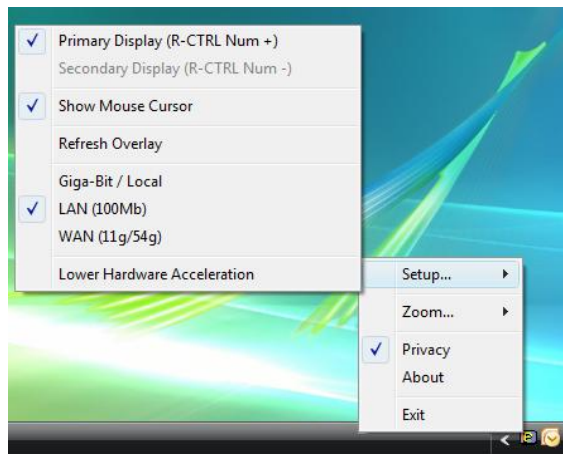 Primary Display (R-CTRL Num +)
Secondary Display (R-CTRL Num -)
Show Mouse Cursor
Refresh Overlay
Giga-Bit / Local
LAN (100Mb)
WAN (11g/54g)
Lower Hardware Acceleration
Setup...
Zoom...
Privacy
About
Exit